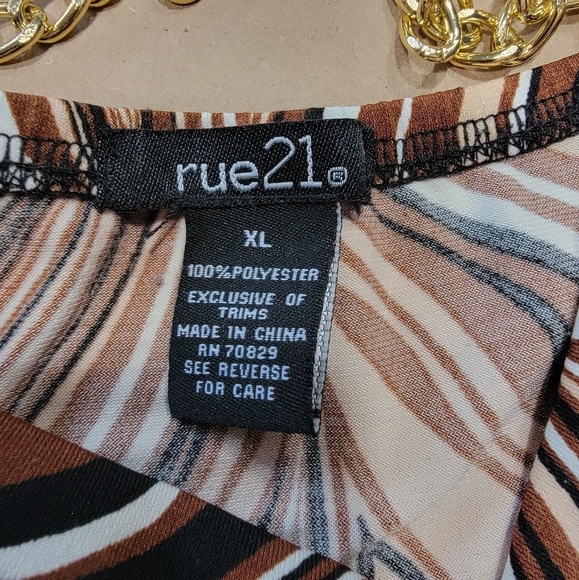 rue21®
XL
100%POLYESTER
EXCLUSIVE OF
TRIMS
MADE IN CHINA
RN 70829
SEE REVERSE
FOR CARE